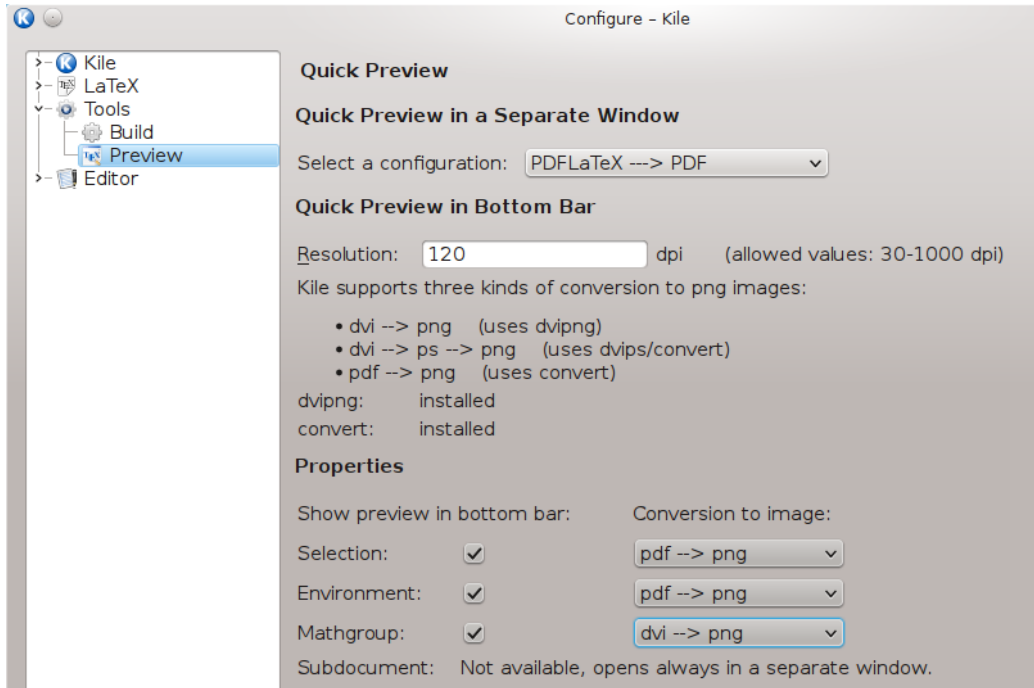 Configure – Kile
Kile
LaTeX
Tools
Build
Preview
Editor
Quick Preview
Quick Preview in a Separate Window
Select a configuration: PDFLaTeX ---> PDF
Quick Preview in Bottom Bar
Resolution: 120 dpi (allowed values: 30-1000 dpi)
Kile supports three kinds of conversion to png images:
• dvi --> png (uses dvipng)
• dvi --> ps --> png (uses dvips/convert)
• pdf --> png (uses convert)
dvipng: installed
convert: installed
Properties
Show preview in bottom bar: Conversion to image:
Selection: pdf --> png
Environment: pdf --> png
Mathgroup: dvi --> png
Subdocument: Not available, opens always in a separate window.